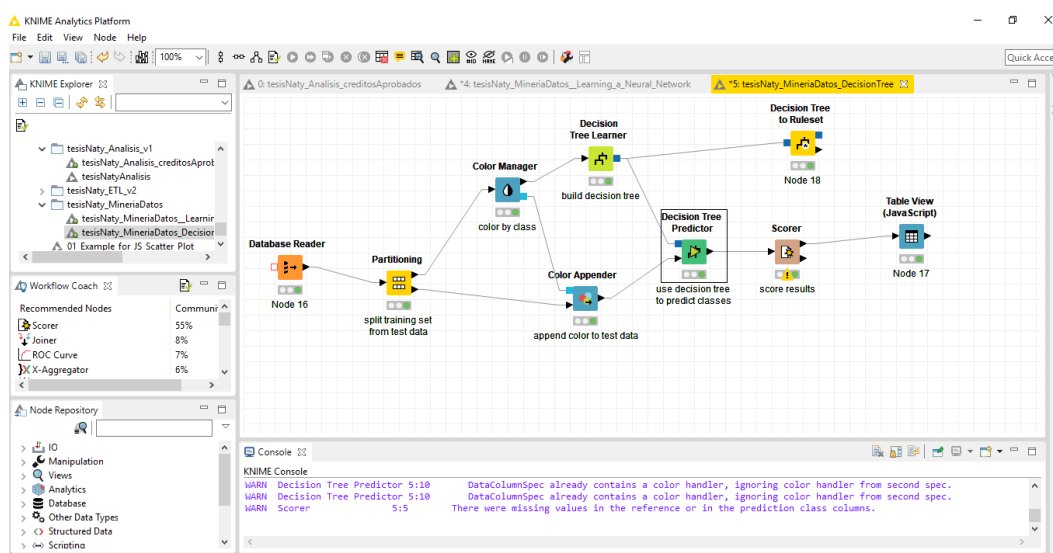 KNIME Analytics Platform
File Edit View Node Help
100%
Quick Acce
KNIME Explorer
tesisNaty_Analisis_v1
tesisNaty_Analisis_creditosAprob
tesisNatyAnalisis
tesisNaty_ETL_v2
tesisNaty_MineriaDatos
tesisNaty_MineriaDatos__Learnin
tesisNaty_MineriaDatos_Decision
01 Example for JS Scatter Plot
Workflow Coach
Recommended Nodes Communi
Scorer 55%
Joiner 8%
ROC Curve 7%
X-Aggregator 6%
Node Repository
IO
Manipulation
Views
Analytics
Database
Other Data Types
Structured Data
Scripting
0: tesisNaty_Analisis_creditosAprobados
*4: tesisNaty_MineriaDatos__Learning_a_Neural_Network
*5: tesisNaty_MineriaDatos_DecisionTree
Decision Tree
to Ruleset
Node 18
Decision
Tree Learner
build decision tree
Color Manager
color by class
Table View
(JavaScript)
Node 17
Decision Tree
Predictor
use decision tree
to predict classes
Scorer
score results
Database Reader
Node 16
Partitioning
split training set
from test data
Color Appender
append color to test data
Console
KNIME Console
WARN Decision Tree Predictor 5:10 DataColumnSpec already contains a color handler, ignoring color handler from second spec.
WARN Decision Tree Predictor 5:10 DataColumnSpec already contains a color handler, ignoring color handler from second spec.
WARN Scorer 5:5 There were missing values in the reference or in the prediction class columns.